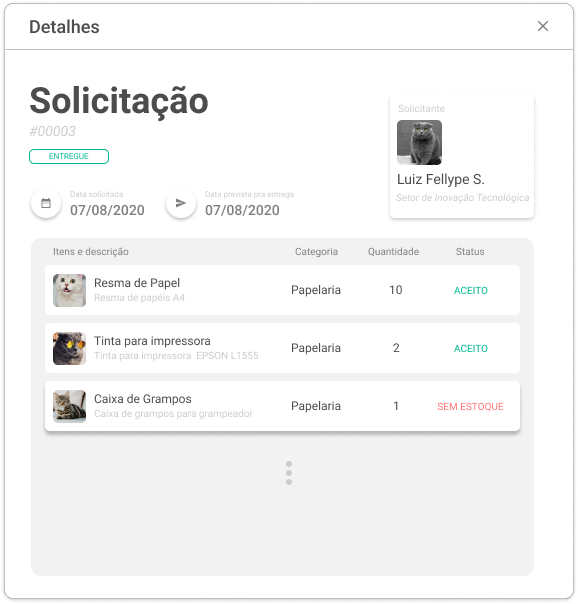 Detalhes
Solicitação
#00003
ENTREGUE
Data solicitada
07/08/2020
Data prevista pra entrega
07/08/2020
Solicitante
Luiz Fellype S.
Setor de Inovação Tecnológica
Itens e descrição Categoria Quantidade Status
Resma de Papel
Resma de papéis A4
Papelaria 10 ACEITO
Tinta para impressora
Tinta para impressora EPSON L1555
Papelaria 2 ACEITO
Caixa de Grampos
Caixa de grampos para grampeador
Papelaria 1 SEM ESTOQUE